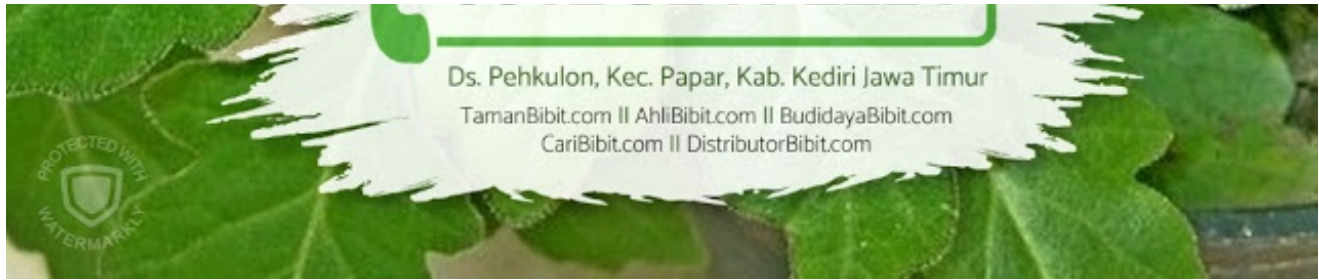 Ds. Pehkulon, Kec. Papar, Kab. Kediri Jawa Timur
TamanBibit.com II AhliBibit.com II BudidayaBibit.com
CariBibit.com II DistributorBibit.com
PROTECTED WITH
WATERMARKLY